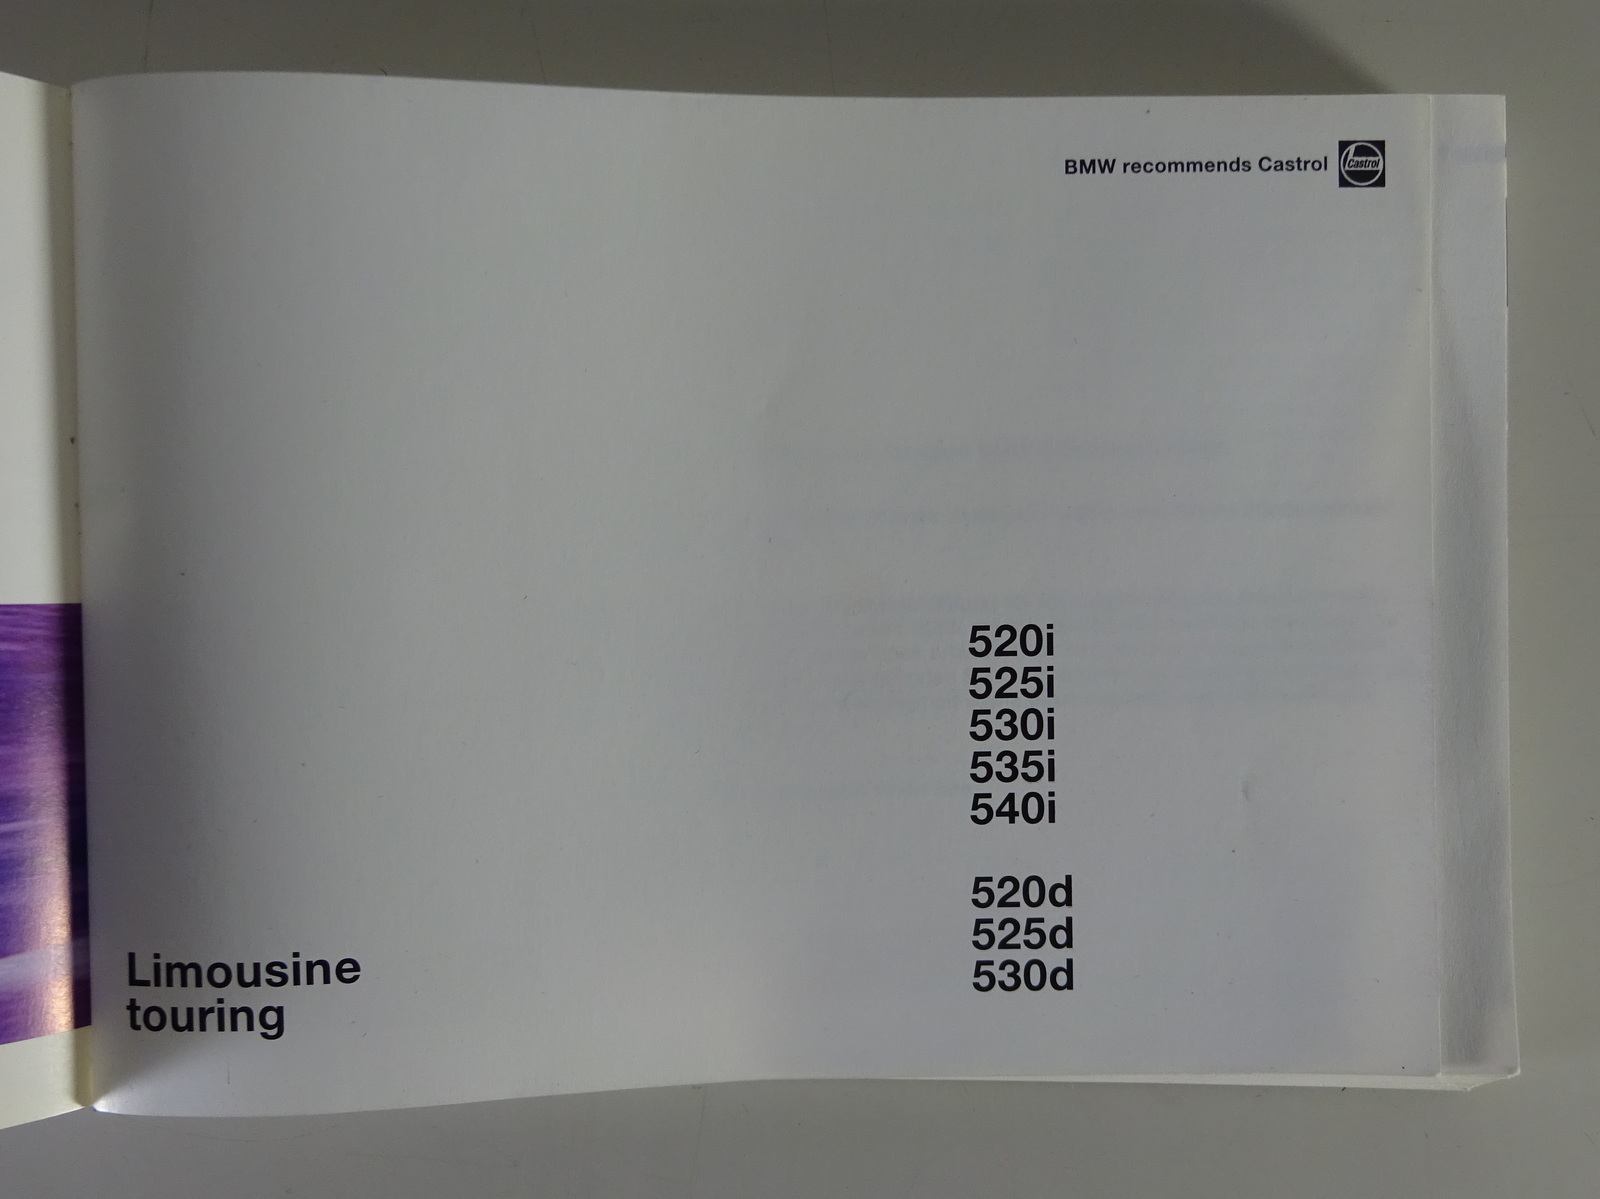 BMW recommends Castrol Castrol
520i
525i
530i
535i
540i
520d
525d
530d
Limousine
touring